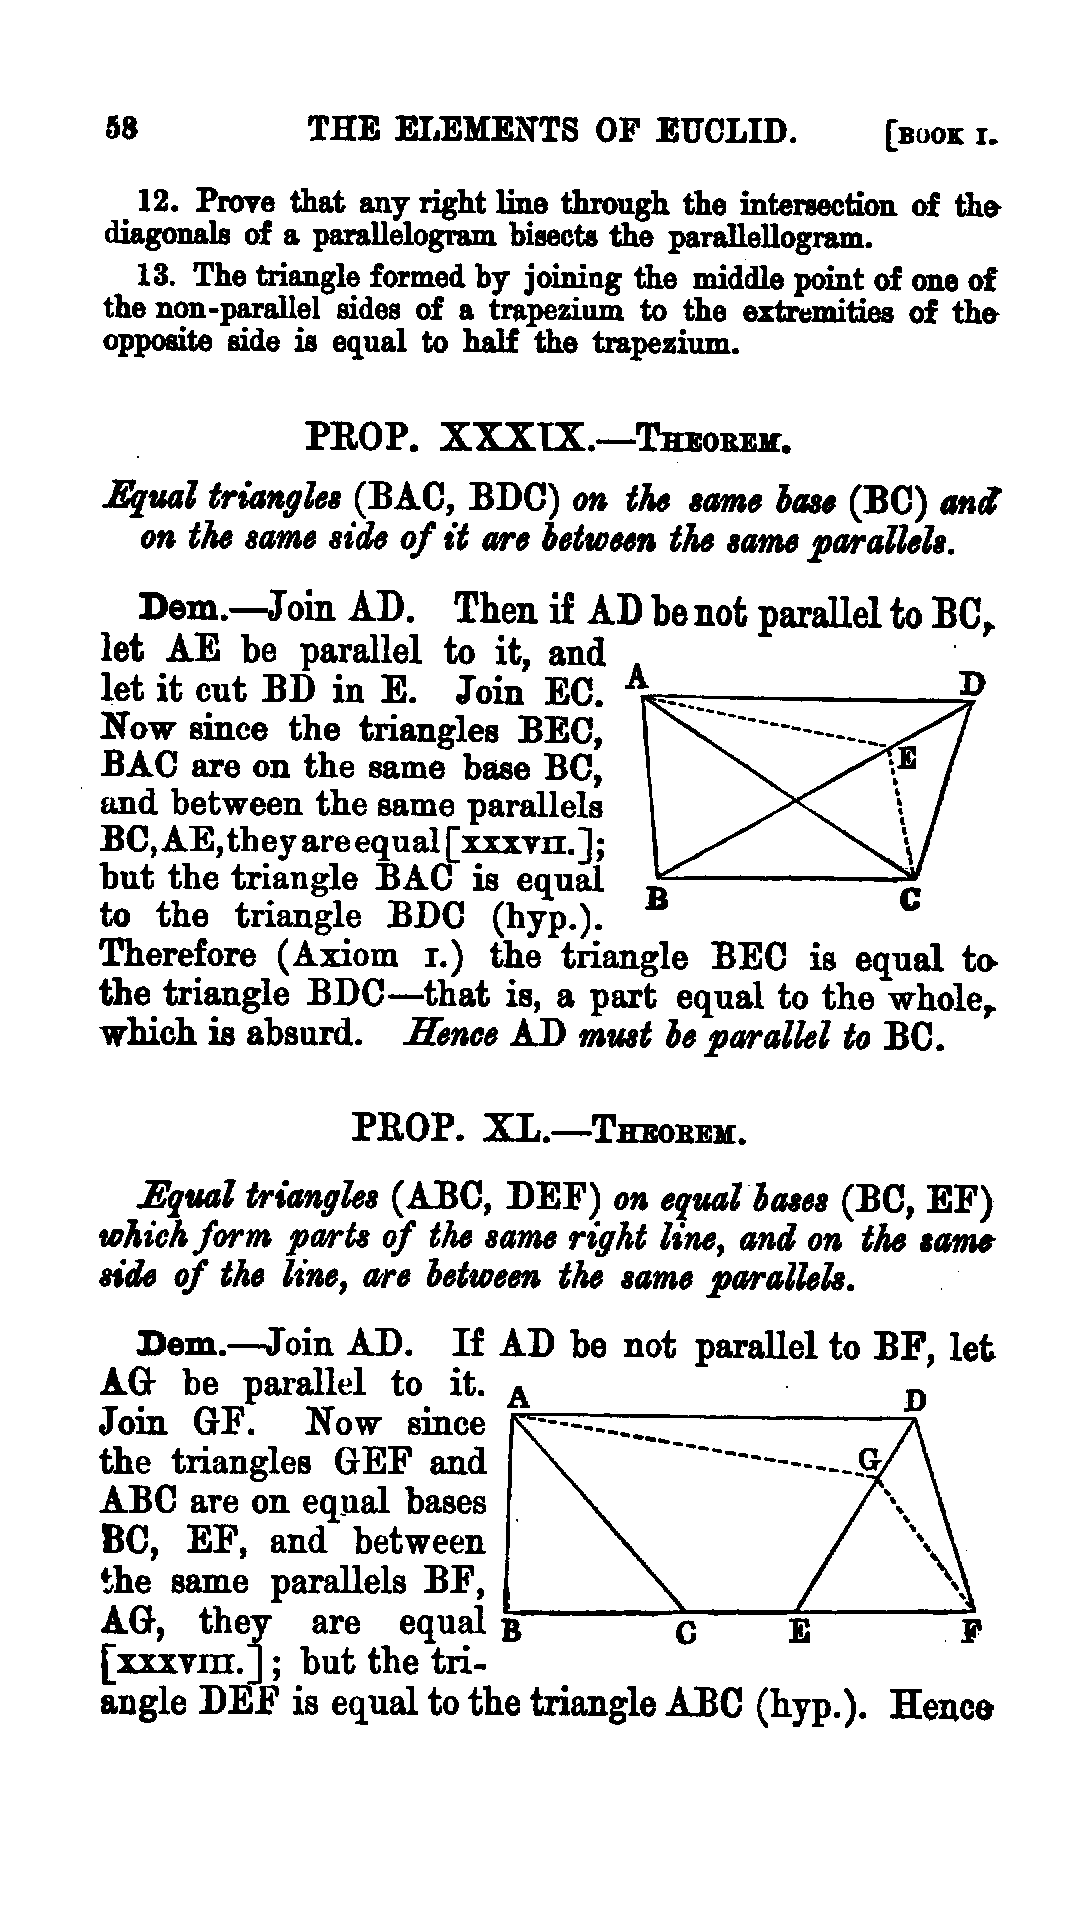 58 THE ELEMENTS OF EUCLID. [BOOK I.
12. Prove that any right line through the intersection of the
diagonals of a parallelogram bisects the parallellogram.
13. The triangle formed by joining the middle point of one of
the non-parallel sides of a trapezium to the extremities of the
opposite side is equal to half the trapezium.
PROP. XXXIX.—THEOREM.
Equal triangles (BAC, BDC) on the same base (BC) and
on the same side of it are between the same parallels.
Dem.—Join AD. Then if AD be not parallel to BC,
let AE be parallel to it, and
let it cut BD in E. Join EC.
Now since the triangles BEC,
BAC are on the same base BC,
and between the same parallels
BC, AE, they are equal [XXXVII.];
but the triangle BAC is equal
to the triangle BDC (hyp.).
A D
E
B C
Therefore (Axiom I.) the triangle BEC is equal to
the triangle BDC—that is, a part equal to the whole,
which is absurd. Hence AD must be parallel to BC.
PROP. XL.—THEOREM.
Equal triangles (ABC, DEF) on equal bases (BC, EF)
which form parts of the same right line, and on the same
side of the line, are between the same parallels.
Dem.—Join AD. If AD be not parallel to BF, let
AG be parallel to it.
Join GF. Now since
the triangles GEF and
ABC are on equal bases
BC, EF, and between
the same parallels BF,
AG, they are equal
[XXXVIII.]; but the tri-
A D
G
B C E F
angle DEF is equal to the triangle ABC (hyp.). Hence